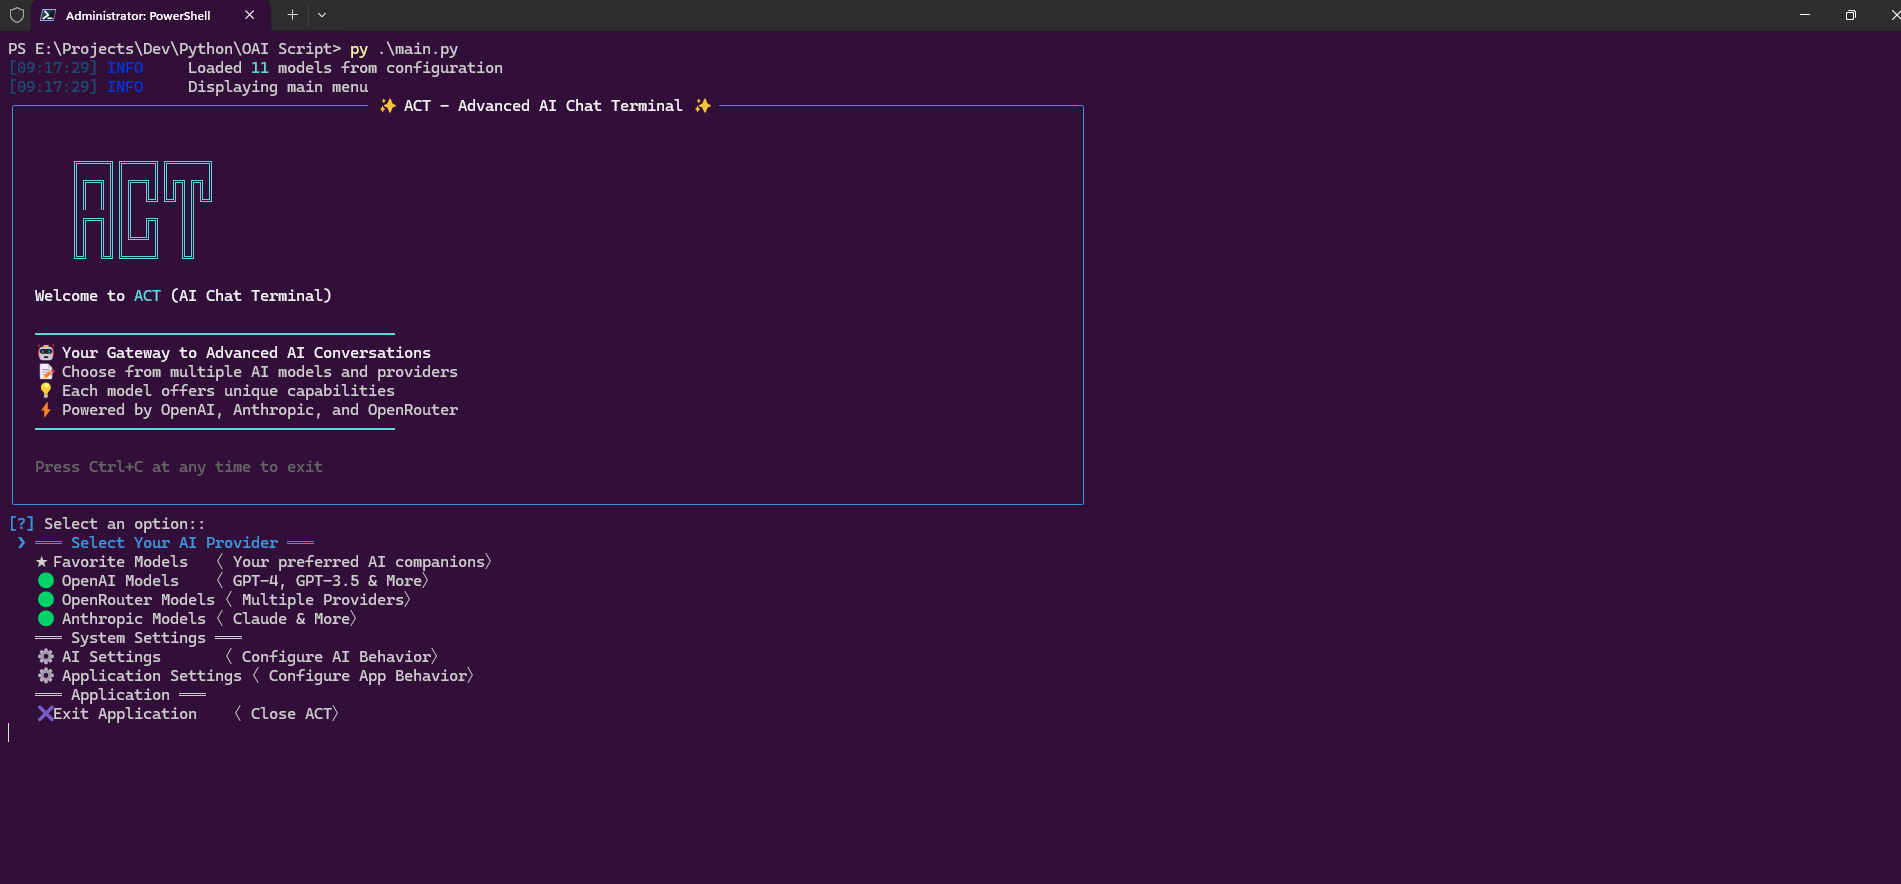 Administrator: PowerShell
PS E:\Projects\Dev\Python\OAI Script> py .\main.py
[09:17:29] INFO     Loaded 11 models from configuration
[09:17:29] INFO     Displaying main menu
✨ ACT - Advanced AI Chat Terminal ✨
ACT
Welcome to ACT (AI Chat Terminal)
🤖 Your Gateway to Advanced AI Conversations
📝 Choose from multiple AI models and providers
💡 Each model offers unique capabilities
⚡ Powered by OpenAI, Anthropic, and OpenRouter
Press Ctrl+C at any time to exit
[?] Select an option::
❯ ═══ Select Your AI Provider ═══
★ Favorite Models   〈 Your preferred AI companions〉
🟢 OpenAI Models    〈 GPT-4, GPT-3.5 & More〉
🟢 OpenRouter Models 〈 Multiple Providers〉
🟢 Anthropic Models 〈 Claude & More〉
═══ System Settings ═══
⚙ AI Settings       〈 Configure AI Behavior〉
⚙ Application Settings 〈 Configure App Behavior〉
═══ Application ═══
❌Exit Application    〈 Close ACT〉